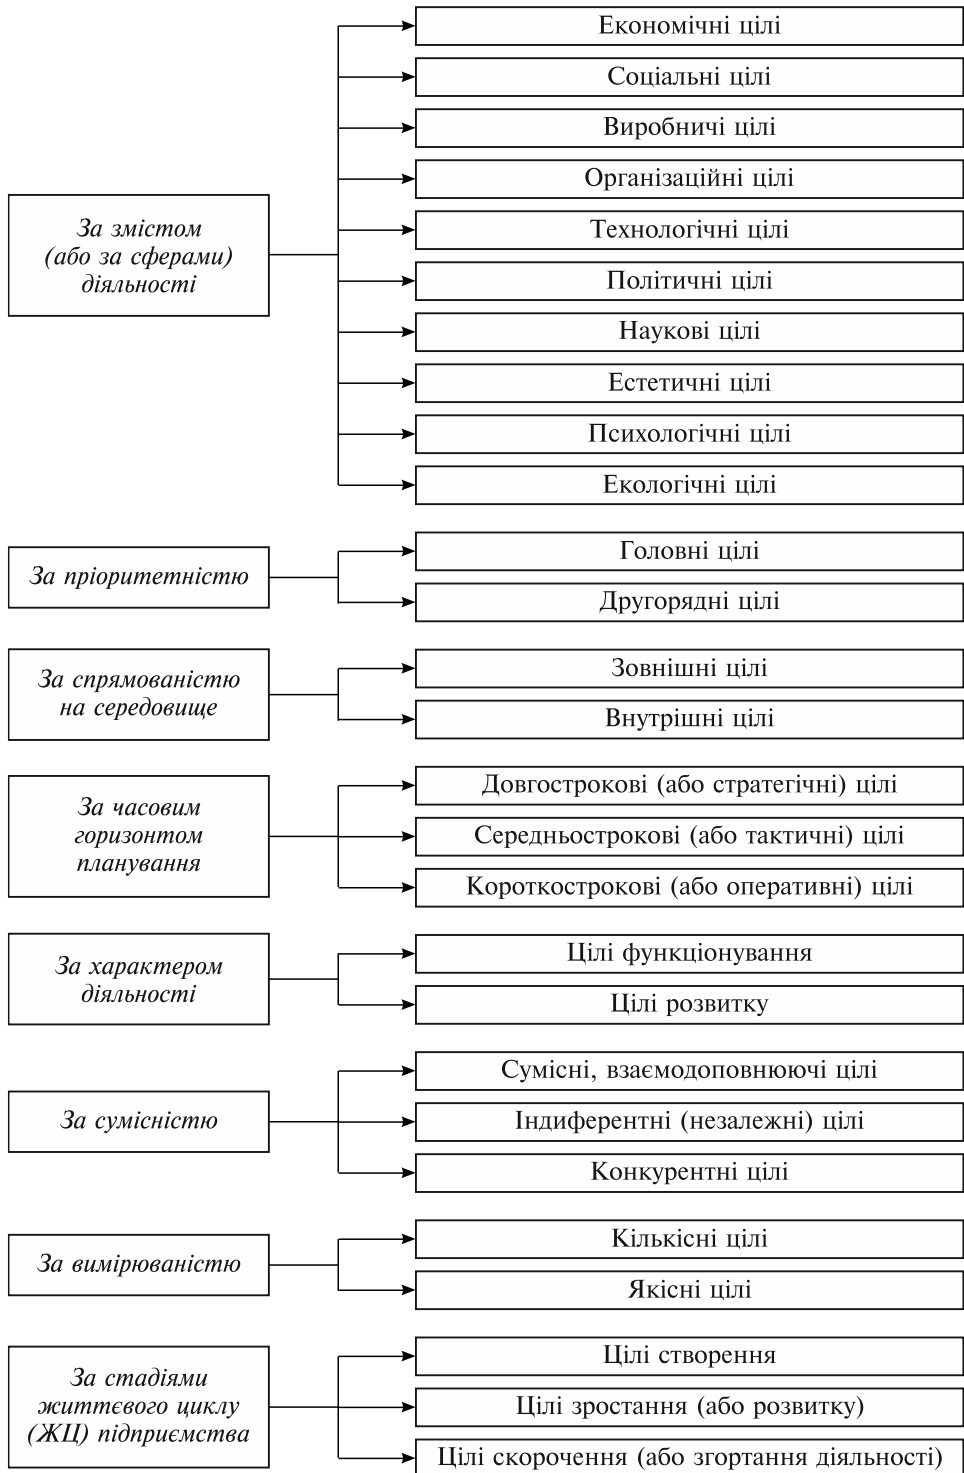 За змістом
(або за сферами)
діяльності
Економічні цілі
Соціальні цілі
Виробничі цілі
Організаційні цілі
Технологічні цілі
Політичні цілі
Наукові цілі
Естетичні цілі
Психологічні цілі
Екологічні цілі
За пріоритетністю
Головні цілі
Другорядні цілі
За спрямованістю
на середовище
Зовнішні цілі
Внутрішні цілі
За часовим
горизонтом
планування
Довгострокові (або стратегічні) цілі
Середньострокові (або тактичні) цілі
Короткострокові (або оперативні) цілі
За характером
діяльності
Цілі функціонування
Цілі розвитку
За сумісністю
Сумісні, взаємодоповнюючі цілі
Індиферентні (незалежні) цілі
Конкурентні цілі
За вимірюваністю
Кількісні цілі
Якісні цілі
За стадіями
життєвого циклу
(ЖЦ) підприємства
Цілі створення
Цілі зростання (або розвитку)
Цілі скорочення (або згортання діяльності)